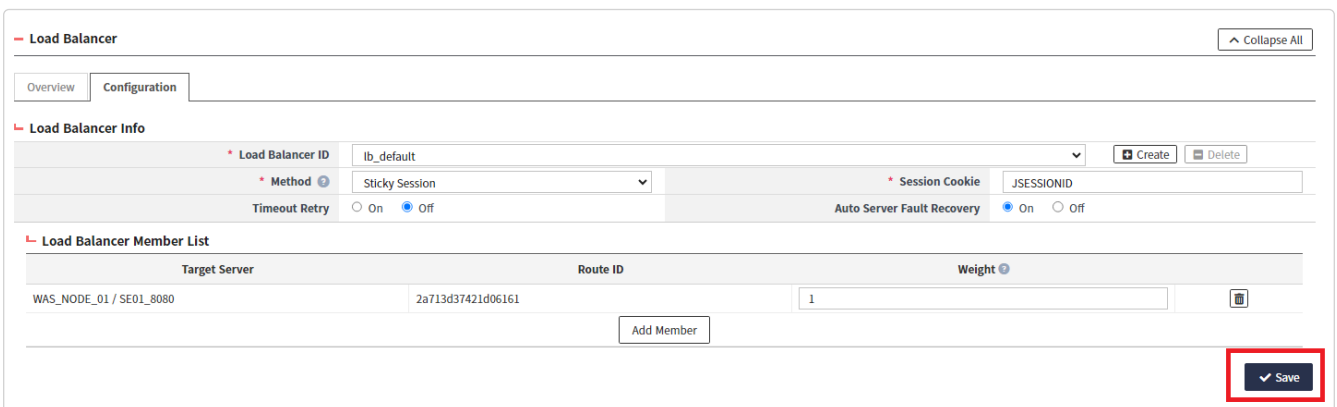 Load Balancer
Collapse All
Overview Configuration
Load Balancer Info
* Load Balancer ID lb_default Create Delete
* Method Sticky Session * Session Cookie JSESSIONID
Timeout Retry On Off Auto Server Fault Recovery On Off
Load Balancer Member List
Target Server Route ID Weight
WAS_NODE_01 / SE01_8080 2a713d37421d06161 1
Add Member
Save